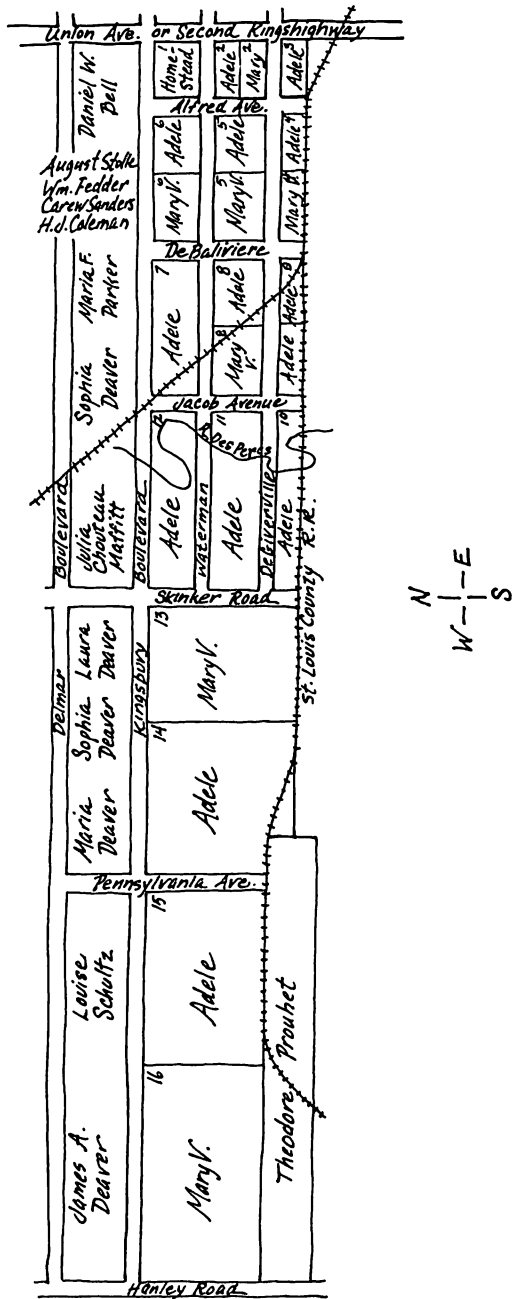 Union Ave. or Second Kingshighway
Daniel W.
Bell
1
Home-
stead
2
Adele
2
Mary
3
Adele
Alfred Ave.
August Stolle
Wm. Fedder
Carew Sanders
H.J. Coleman
6
Adele
5
Adele
4
Adele
6
Mary V.
5
Mary V.
4
Mary V.
DeBaliviere
Maria F.
Parker
7
Adele
8
Adele
9
Adele
8
Mary
V.
Adele
Sophia
Deaver
Jacob Avenue
12
Adele
R. Des Peres
11
Adele
10
Adele
Boulevard
Julia
Chouteau
Maffitt
Boulevard
Waterman
DeGiverville
St. Louis County R.R.
Skinker Road
Delmar
Laura
Deaver
Sophia
Deaver
Maria
Deaver
Kingsbury
13
Mary V.
14
Adele
N
E
W
S
Pennsylvania Ave.
Louise
Schultz
15
Adele
16
Mary V.
James A.
Deaver
Theodore Prouhet
Hanley Road